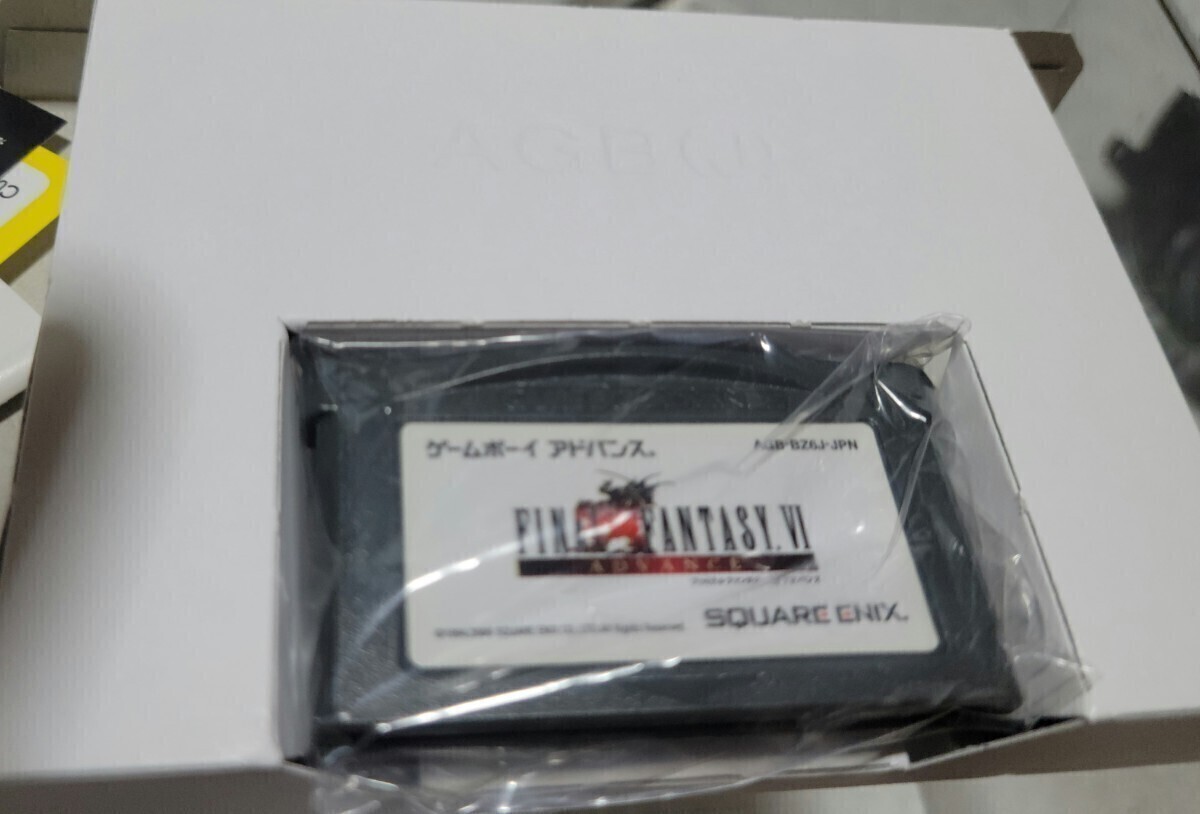 AGB(J)
ゲームボーイ アドバンス
AGB-BZ6J-JPN
FINAL FANTASY. VI
ADVANCE
SQUARE ENIX.